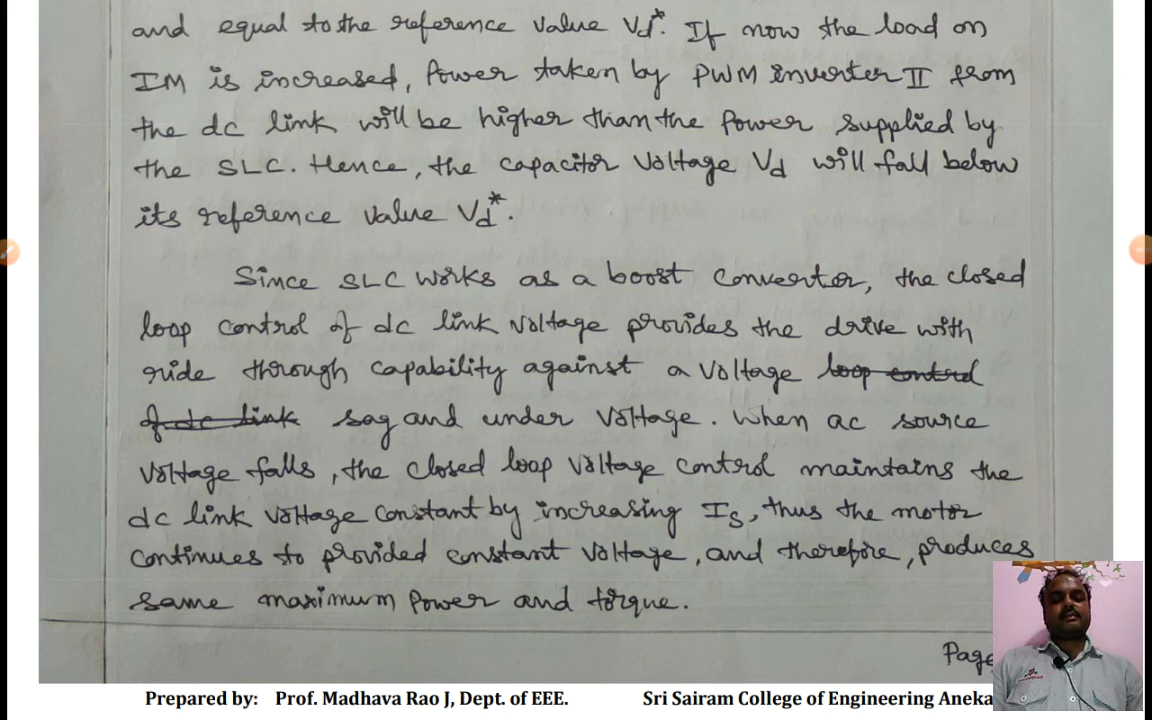 and equal to the reference value Vd*. If now the load on
IM is increased, Power taken by PWM inverter II from
the dc link will be higher than the Power supplied by
the SLC. Hence, the capacitor Voltage Vd will fall below
its reference value Vd*.
Since SLC works as a boost Converter, the closed
loop control of dc link Voltage provides the drive with
ride through capability against a voltage loop control
of dc link sag and under Voltage. When ac source
Voltage falls, the closed loop Voltage control maintains the
dc link Voltage Constant by increasing Is, thus the motor
Continues to provided constant Voltage, and therefore, produces
same maximum Power and torque.
Page
Prepared by: Prof. Madhava Rao J, Dept. of EEE. Sri Sairam College of Engineering Aneka